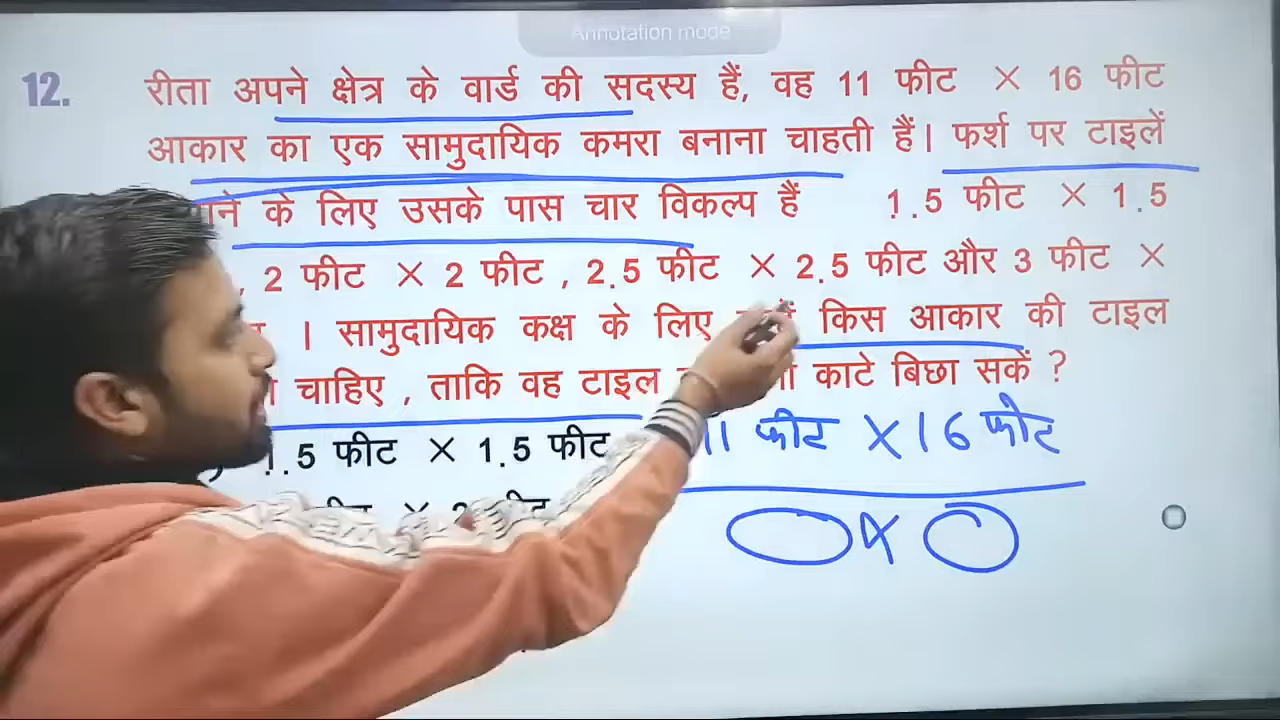 Annotation mode
12. रीता अपने क्षेत्र के वार्ड की सदस्य हैं, वह 11 फीट × 16 फीट
आकार का एक सामुदायिक कमरा बनाना चाहती हैं। फर्श पर टाइलें
के लिए उसके पास चार विकल्प हैं 1.5 फीट × 1.5
, 2 फीट × 2 फीट , 2.5 फीट × 2.5 फीट और 3 फीट ×
। सामुदायिक कक्ष के लिए किस आकार की टाइल
चाहिए , ताकि वह टाइल काटे बिछा सकें ?
1.5 फीट × 1.5 फीट
11 फीट × 16 फीट
×